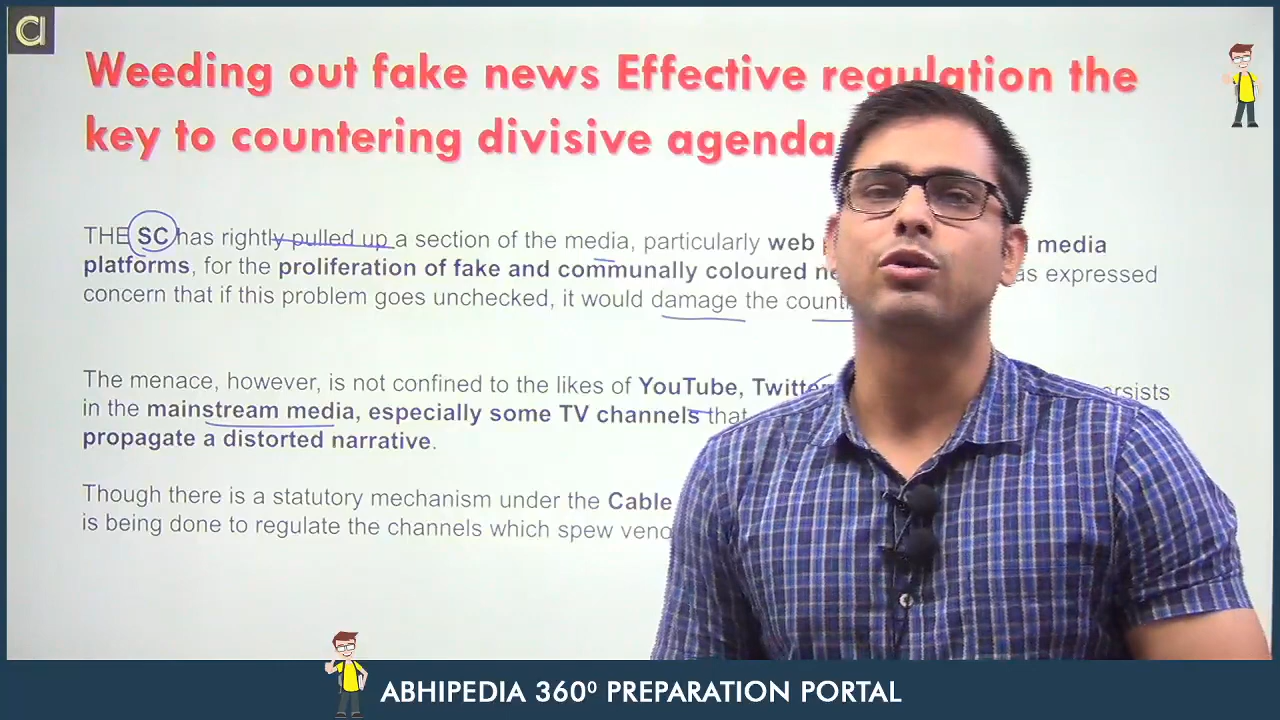 Weeding out fake news Effective regulation the
key to countering divisive agenda
THE SC has rightly pulled up a section of the media, particularly web media
platforms, for the proliferation of fake and communally coloured as expressed
concern that if this problem goes unchecked, it would damage the
The menace, however, is not confined to the likes of YouTube, Twitter
in the mainstream media, especially some TV channels that
propagate a distorted narrative.
Though there is a statutory mechanism under the Cable
is being done to regulate the channels which spew
ABHIPEDIA 360⁰ PREPARATION PORTAL